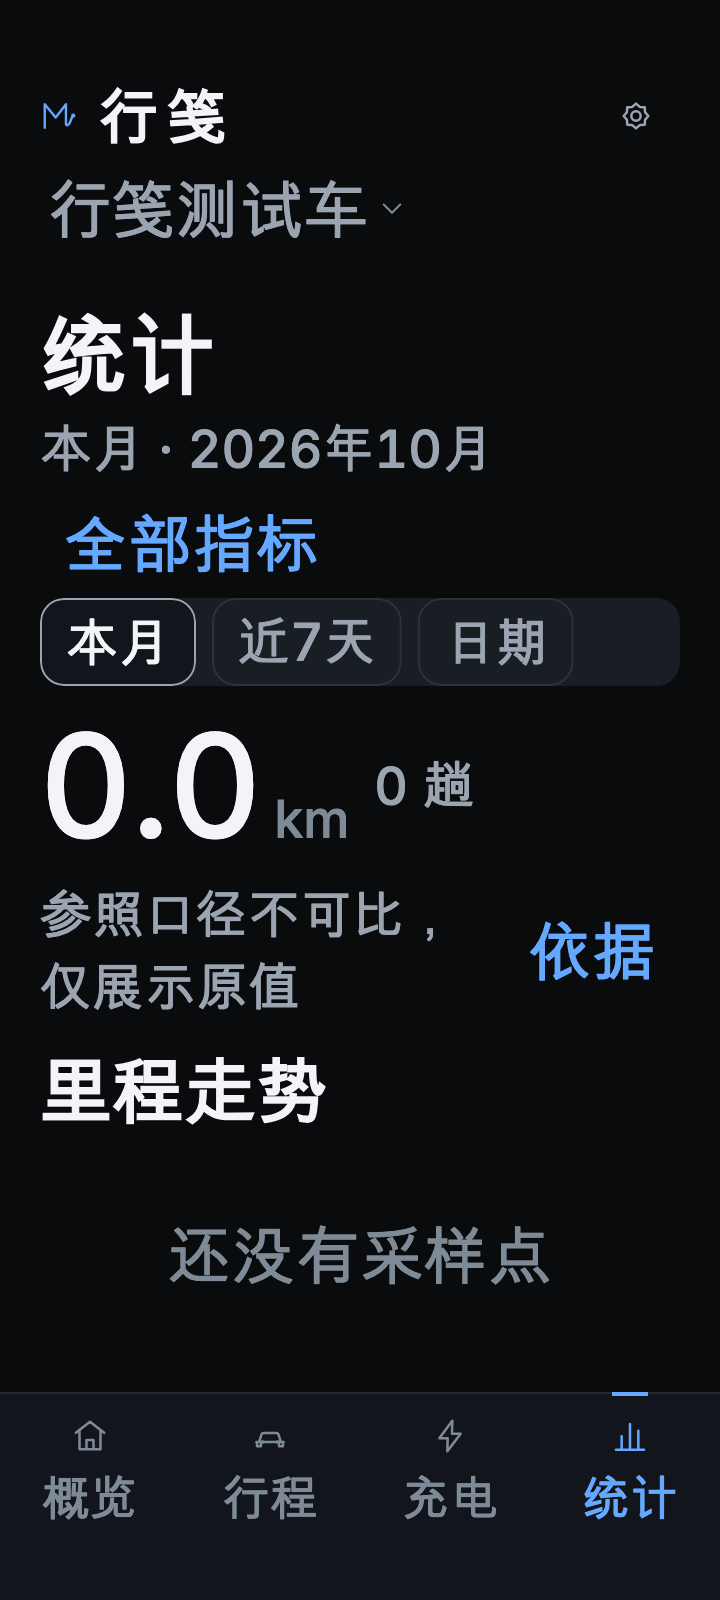 行笺
行笺测试车
统计
本月 · 2026年10月
全部指标
本月 近7天 日期
0.0 km 0 趟
参照口径不可比，
仅展示原值
依据
里程走势
还没有采样点
概览 行程 充电 统计